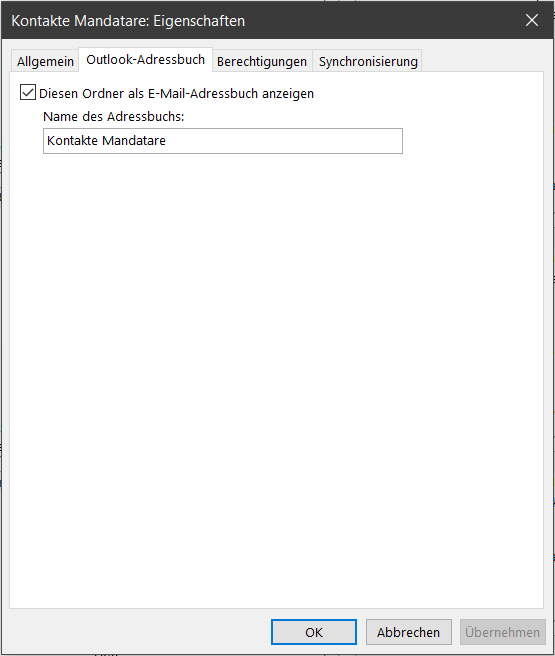 Kontakte Mandatare: Eigenschaften
Allgemein Outlook-Adressbuch Berechtigungen Synchronisierung
Diesen Ordner als E-Mail-Adressbuch anzeigen
Name des Adressbuchs:
Kontakte Mandatare
OK Abbrechen Übernehmen